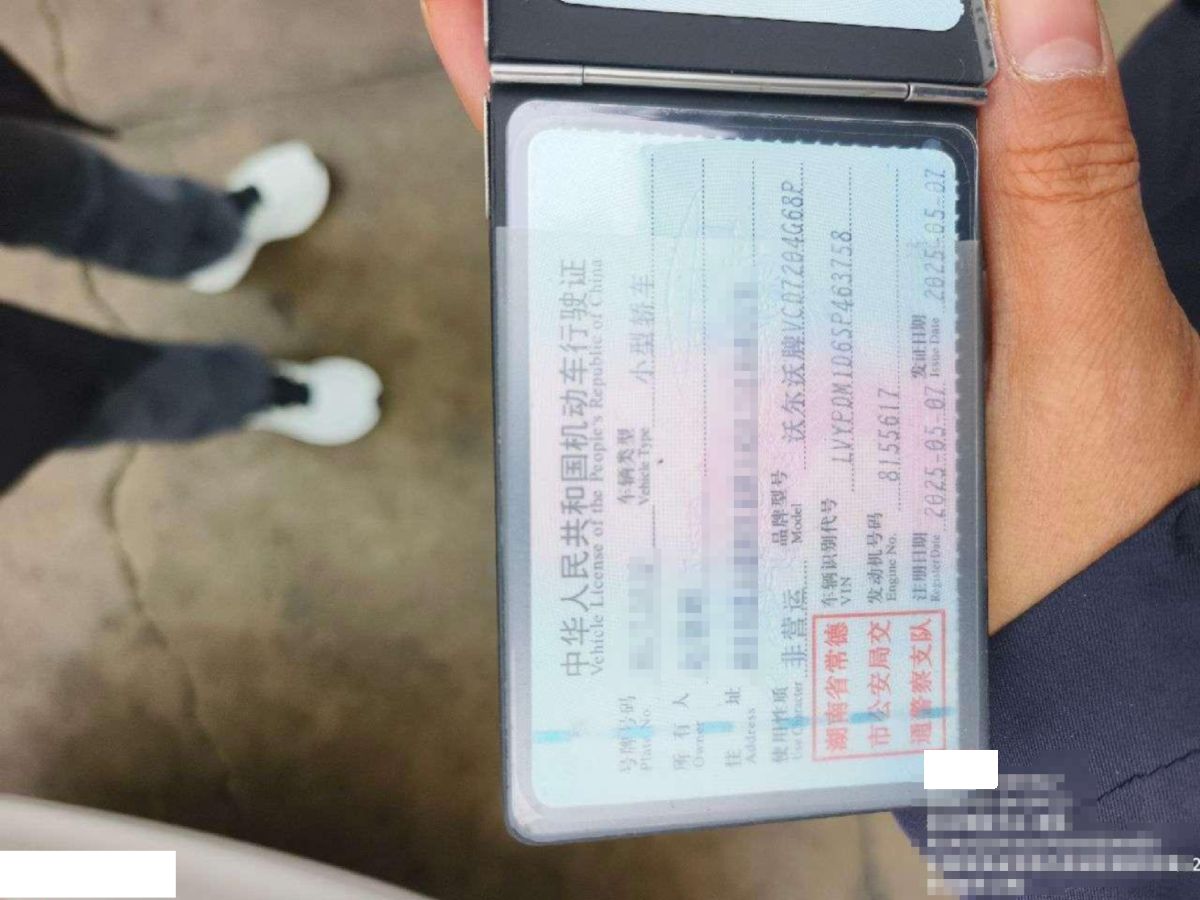 中华人民共和国机动车行驶证
Vehicle License of the People's Republic of China
号牌号码
Plate No.
车辆类型 小型轿车
Vehicle Type
所有人
Owner
住址
Address
使用性质 非营运
Use Character
品牌型号 沃尔沃牌VCD7204G68P
Model
湖南省常德
市公安局交
通警察支队
车辆识别代号 LVYPDM1D6SP463758
VIN
发动机号码 8155617
Engine No.
注册日期 2025-05-07
RegisterDate
发证日期 2025-05-07
Issue Date